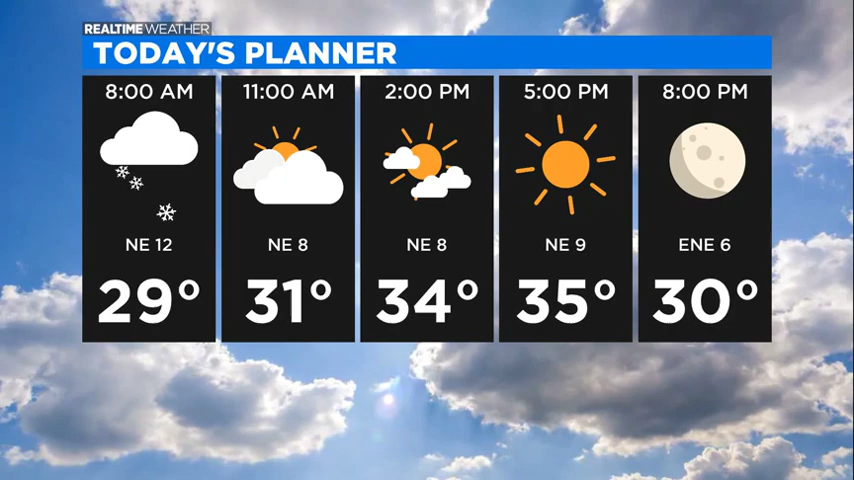 REALTIME WEATHER
TODAY'S PLANNER
8:00 AM
NE 12
29°
11:00 AM
NE 8
31°
2:00 PM
NE 8
34°
5:00 PM
NE 9
35°
8:00 PM
ENE 6
30°